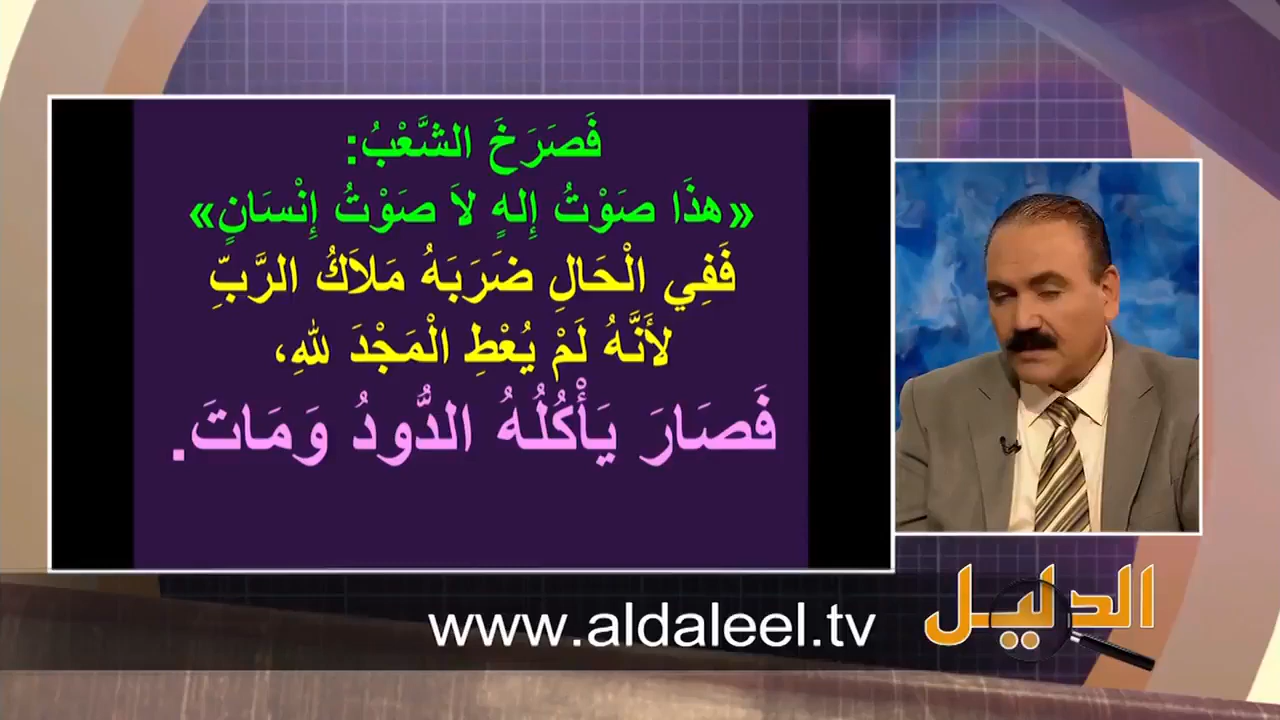 فَصَرَخَ الشَّعْبُ:
«هذَا صَوْتُ إِلهٍ لاَ صَوْتُ إِنْسَانٍ»
فَفِي الْحَالِ ضَرَبَهُ مَلاَكُ الرَّبِّ
لأَنَّهُ لَمْ يُعْطِ الْمَجْدَ للهِ،
فَصَارَ يَأْكُلُهُ الدُّودُ وَمَاتَ.
الدليل
www.aldaleel.tv